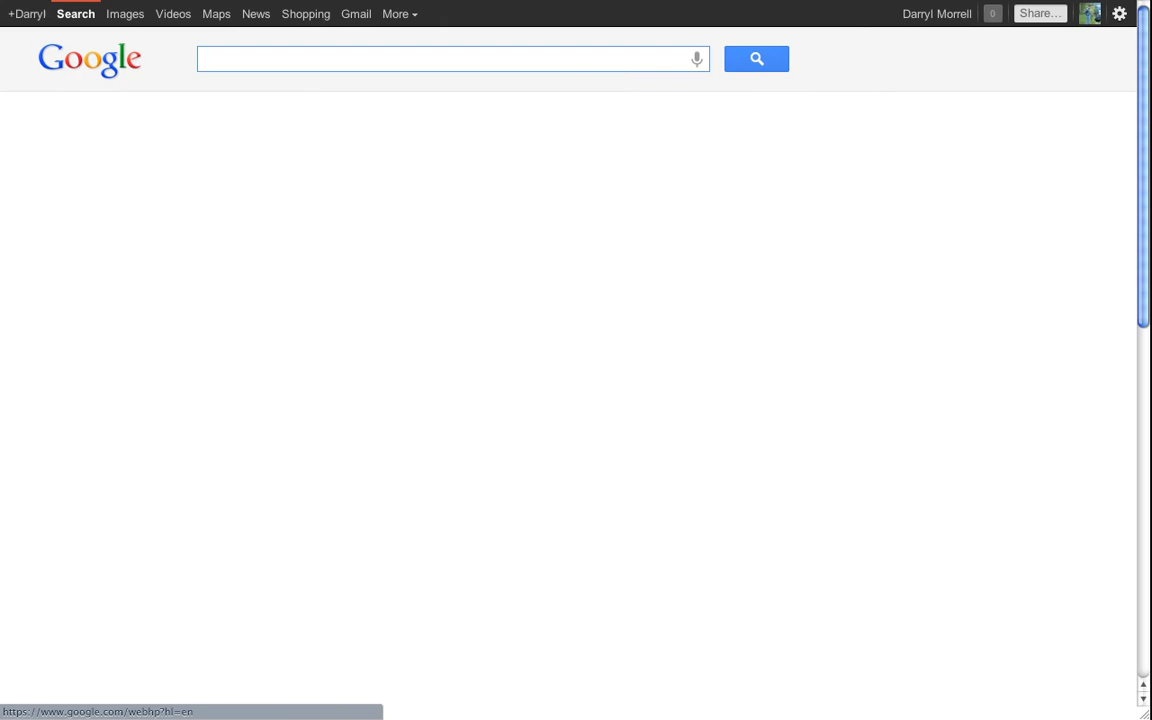 +Darryl Search Images Videos Maps News Shopping Gmail More Darryl Morrell 0 Share...
Google
https://www.google.com/webhp?hl=en